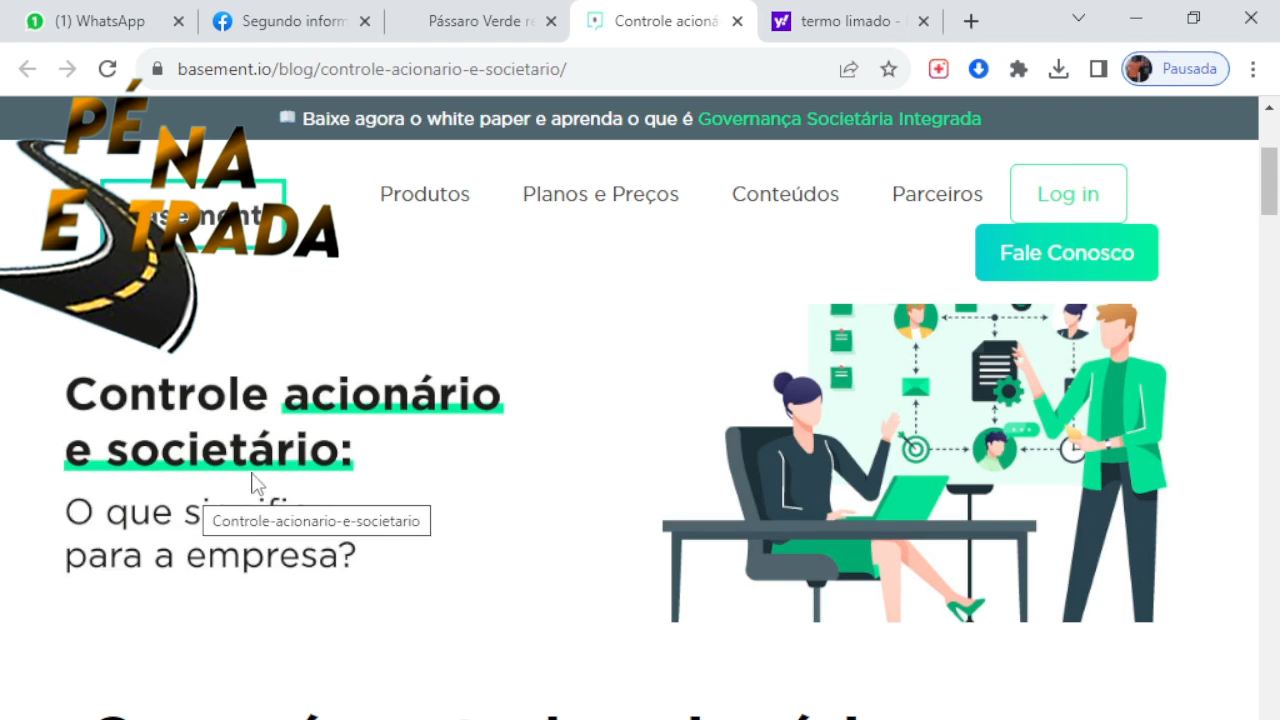 (1) WhatsApp
Segundo inform
Pássaro Verde re
Controle acioná
termo limado -
basement.io/blog/controle-acionario-e-societario/
Pausada
Baixe agora o white paper e aprenda o que é Governança Societária Integrada
PÉ
NA
E TRADA
Produtos
Planos e Preços
Conteúdos
Parceiros
Log in
Fale Conosco
Controle acionário
e societário:
O que
Controle-acionario-e-societario
para a empresa?